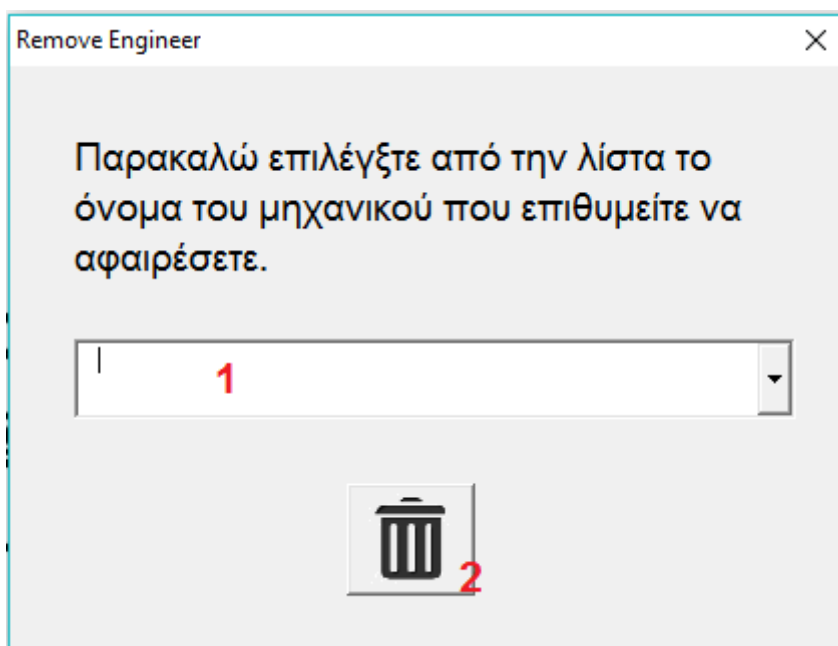 Remove Engineer
Παρακαλώ επιλέγξτε από την λίστα το
όνομα του μηχανικού που επιθυμείτε να
αφαιρέσετε.
1
2